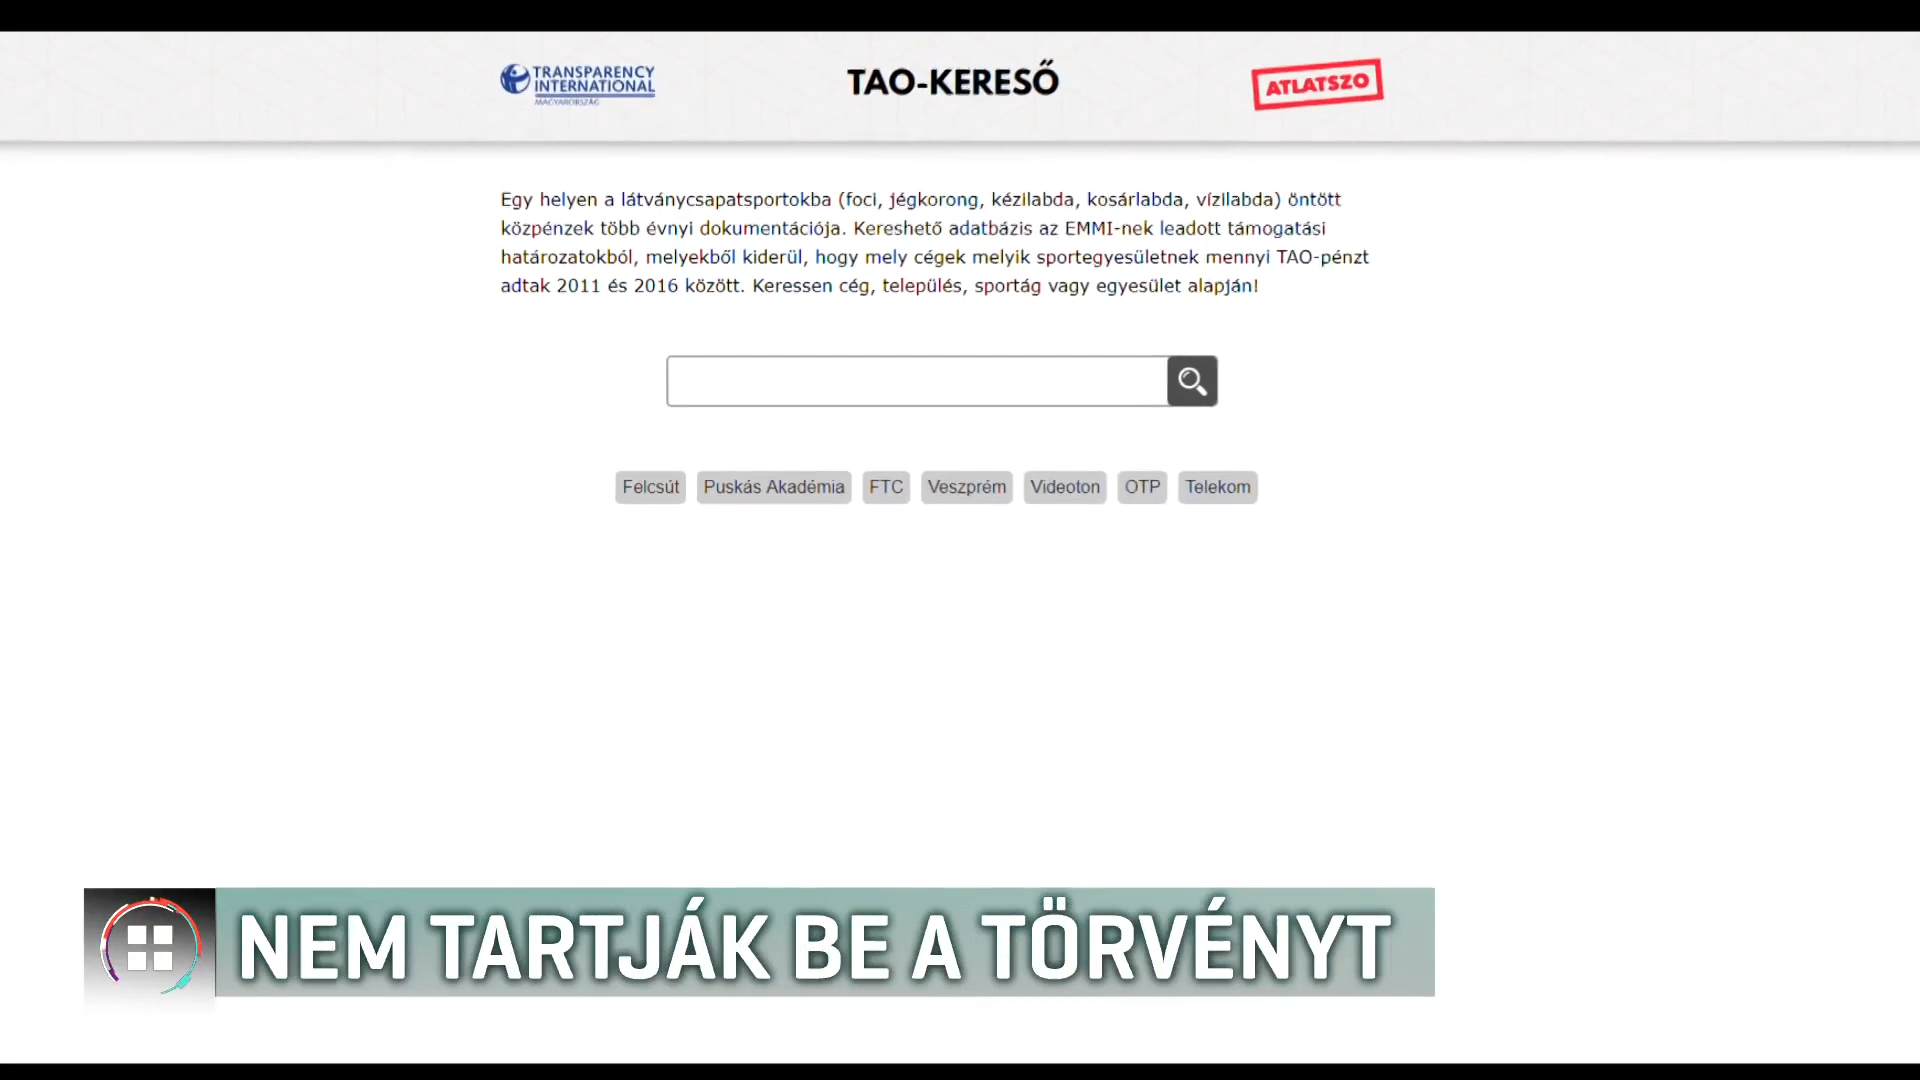 TRANSPARENCY
INTERNATIONAL
MAGYARORSZÁG
TAO-KERESŐ
ATLATSZO
Egy helyen a látványcsapatsportokba (foci, jégkorong, kézilabda, kosárlabda, vízilabda) öntött
közpénzek több évnyi dokumentációja. Kereshető adatbázis az EMMI-nek leadott támogatási
határozatokból, melyekből kiderül, hogy mely cégek melyik sportegyesületnek mennyi TAO-pénzt
adtak 2011 és 2016 között. Keressen cég, település, sportág vagy egyesület alapján!
Felcsút Puskás Akadémia FTC Veszprém Videoton OTP Telekom
NEM TARTJÁK BE A TÖRVÉNYT